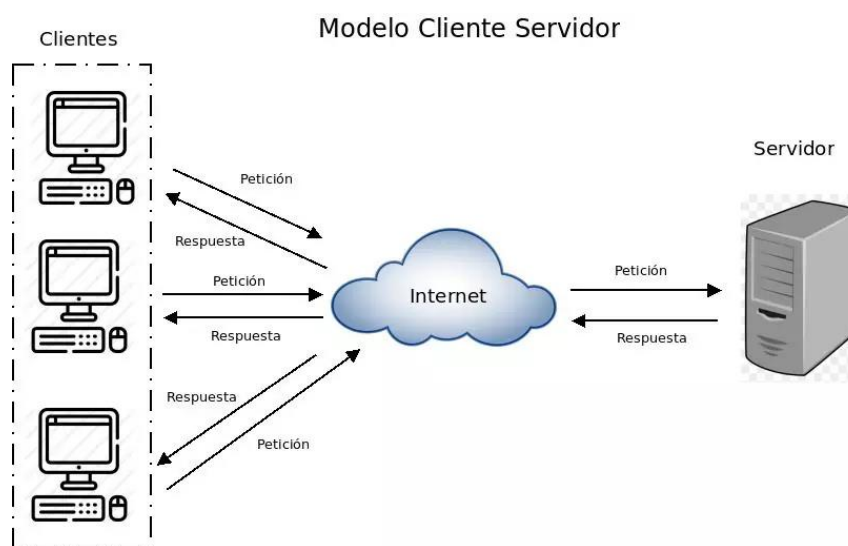 Modelo Cliente Servidor
Clientes
Servidor
Petición
Respuesta
Petición
Respuesta
Respuesta
Petición
Internet
Petición
Respuesta